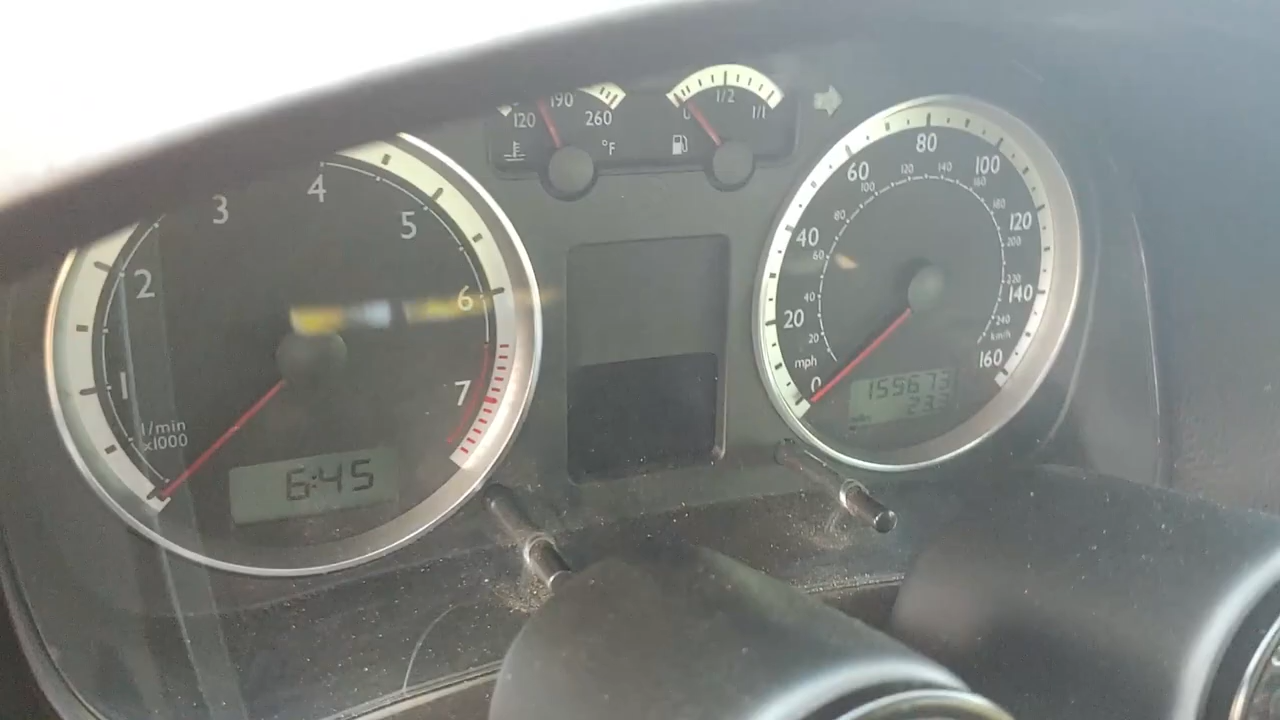 120 190 260
°F
0 1/2 1/1
1 2 3 4 5 6 7
1/min
x1000
6:45
0 20 40 60 80 100 120 140 160
mph
20 40 60 80 100 120 140 160 180 200 220 240
km/h
155673